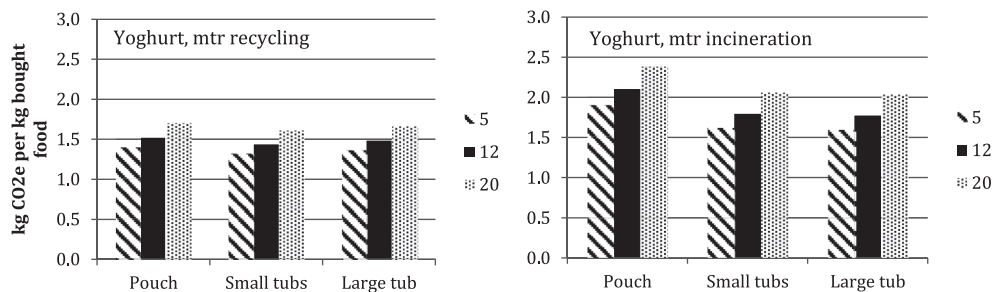 Yoghurt, mtr recycling
kg CO2e per kg bought
food
3.0
2.5
2.0
1.5
1.0
0.5
0.0
Pouch
Small tubs
Large tub
5
12
20
Yoghurt, mtr incineration
3.0
2.5
2.0
1.5
1.0
0.5
0.0
Pouch
Small tubs
Large tub
5
12
20